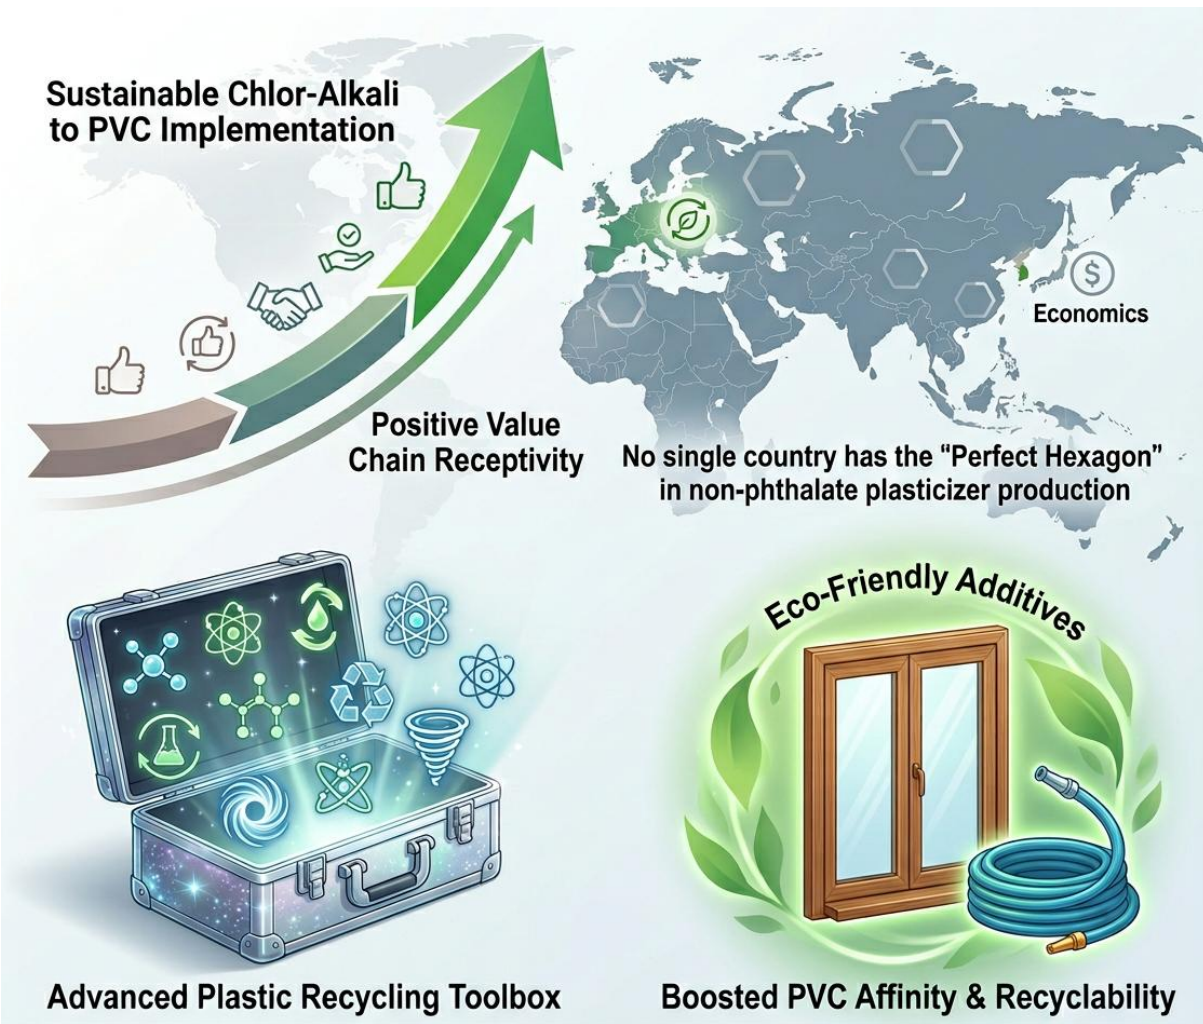 Sustainable Chlor-Alkali
to PVC Implementation
Positive Value
Chain Receptivity
$
Economics
No single country has the “Perfect Hexagon”
in non-phthalate plasticizer production
Advanced Plastic Recycling Toolbox
Eco-Friendly Additives
Boosted PVC Affinity & Recyclability